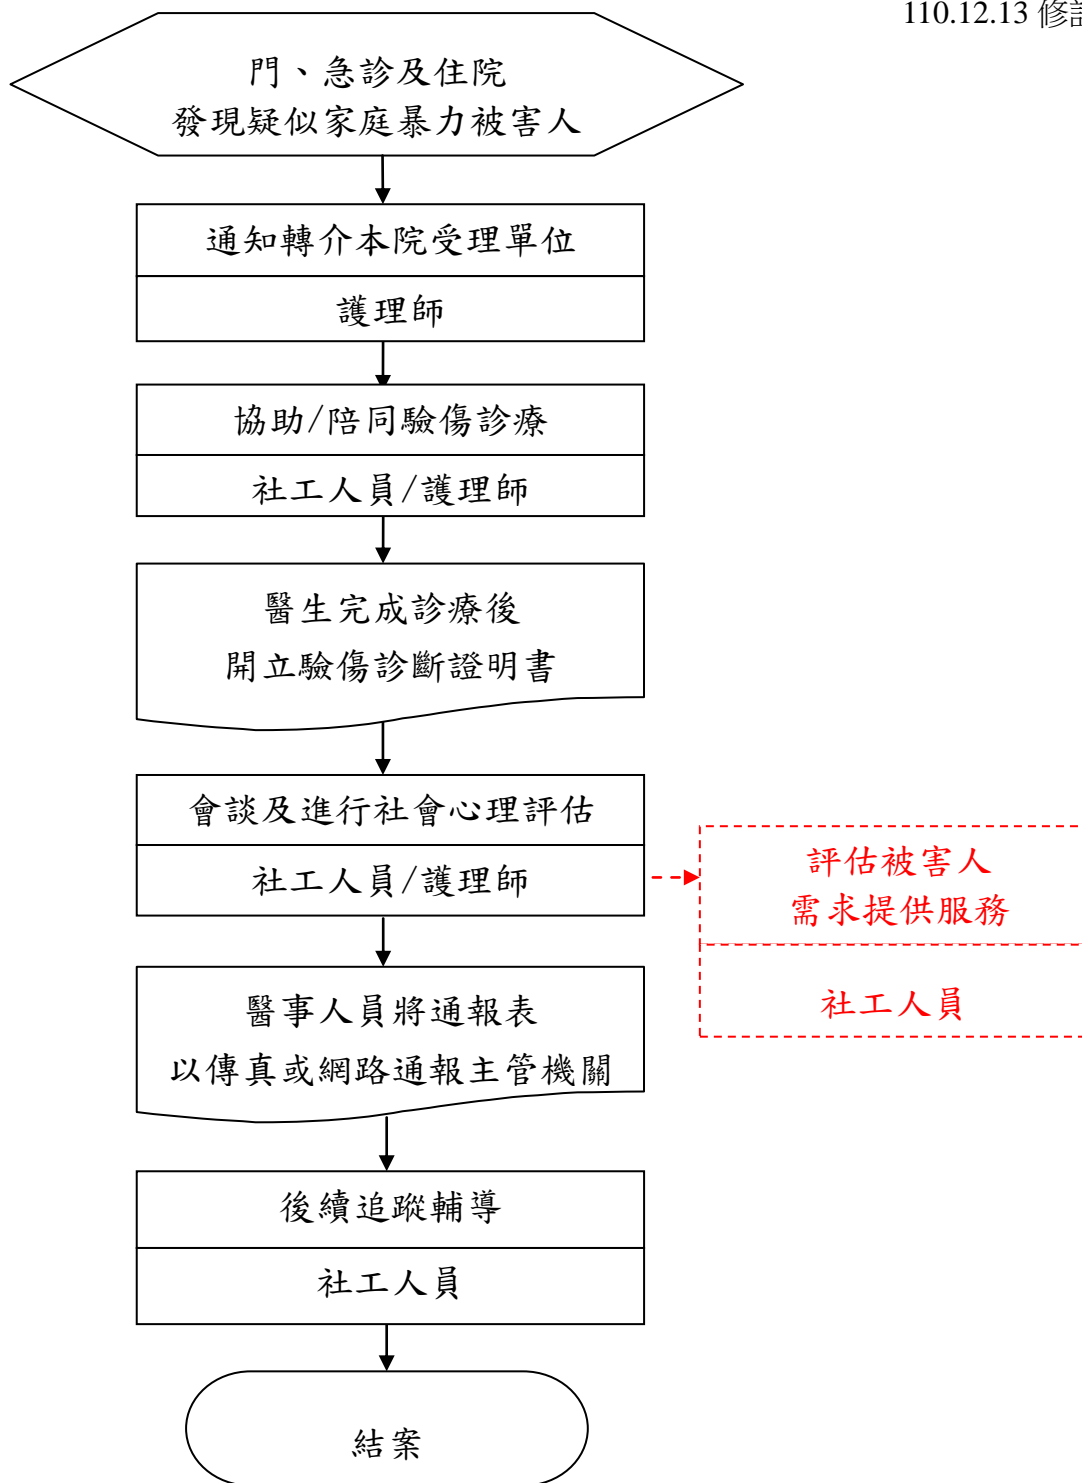 110.12.13 修
門、急診及住院
發現疑似家庭暴力被害人
通知轉介本院受理單位
護理師
協助/陪同驗傷診療
社工人員/護理師
醫生完成診療後
開立驗傷診斷證明書
會談及進行社會心理評估
社工人員/護理師
評估被害人
需求提供服務
社工人員
醫事人員將通報表
以傳真或網路通報主管機關
後續追蹤輔導
社工人員
結案